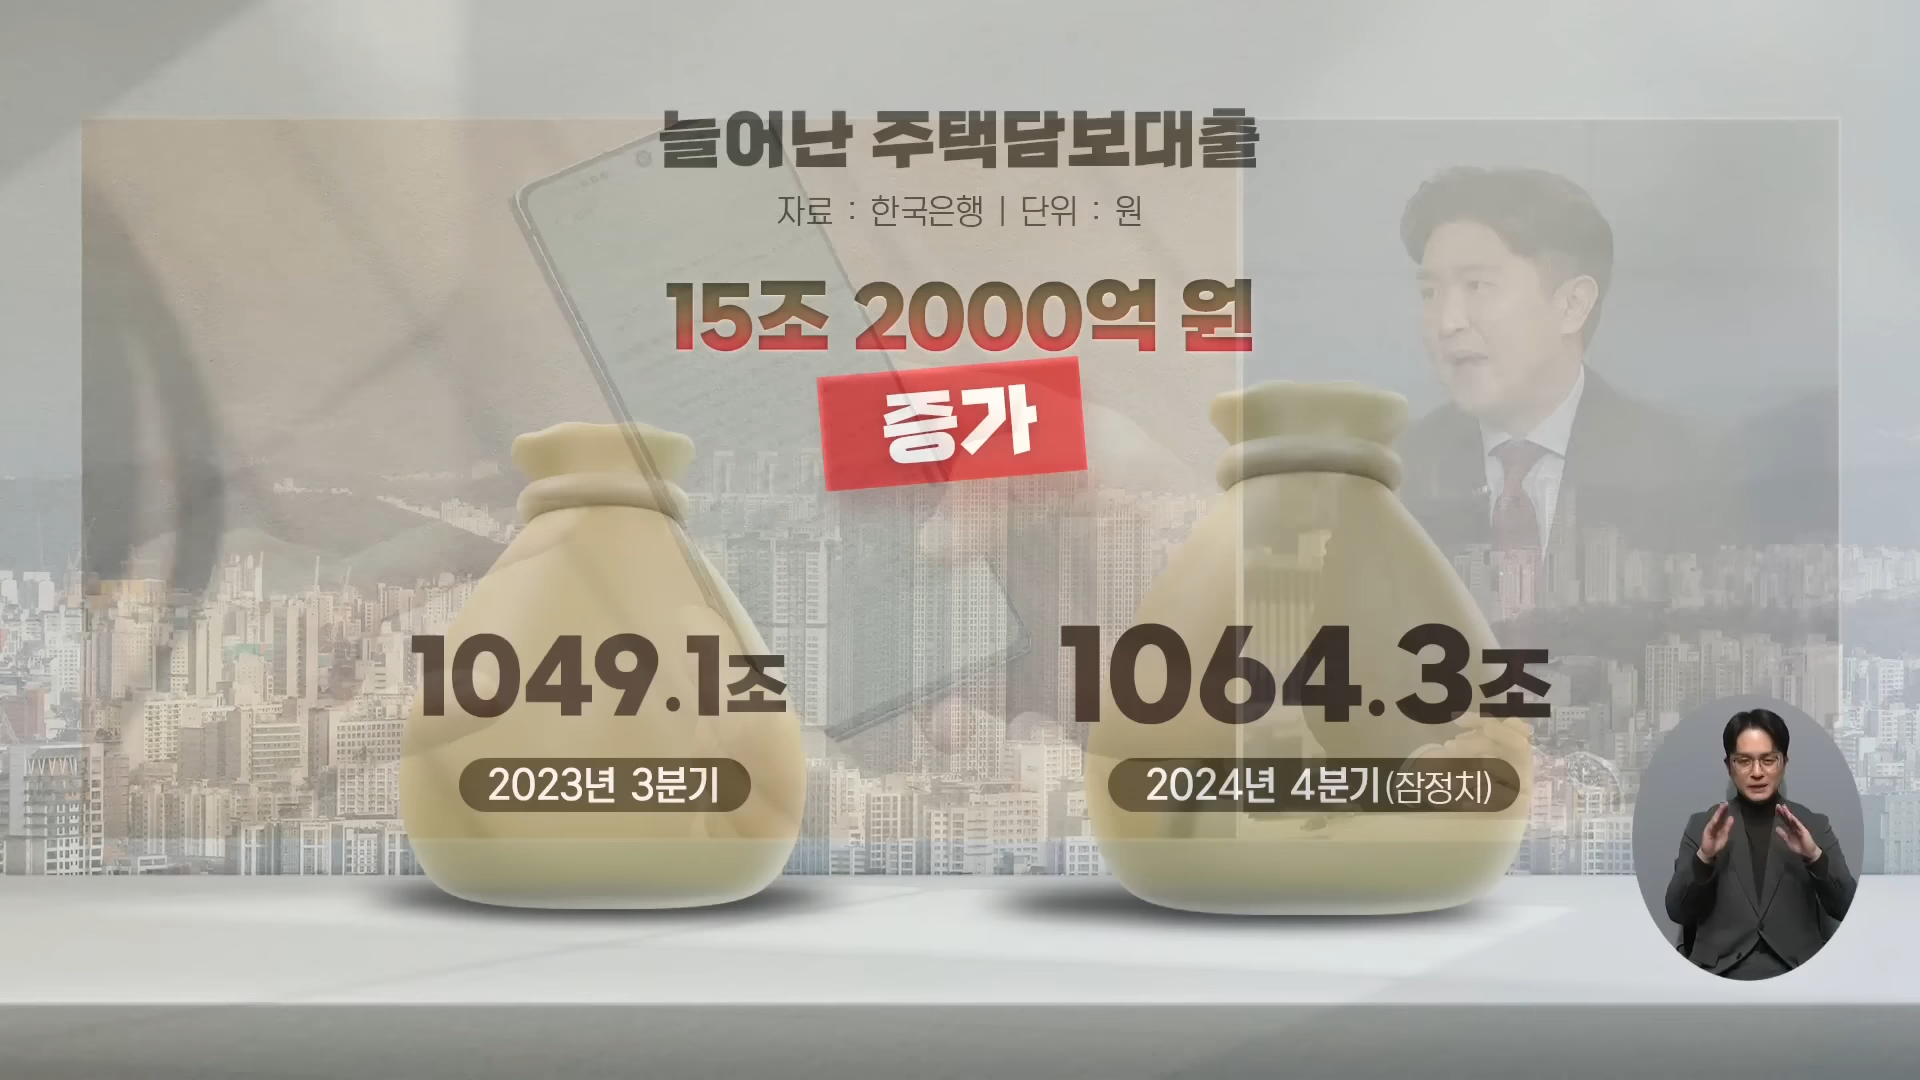 늘어난 주택담보대출
자료 : 한국은행 | 단위 : 원
15조 2000억 원
증가
1049.1조
2023년 3분기
1064.3조
2024년 4분기(잠정치)